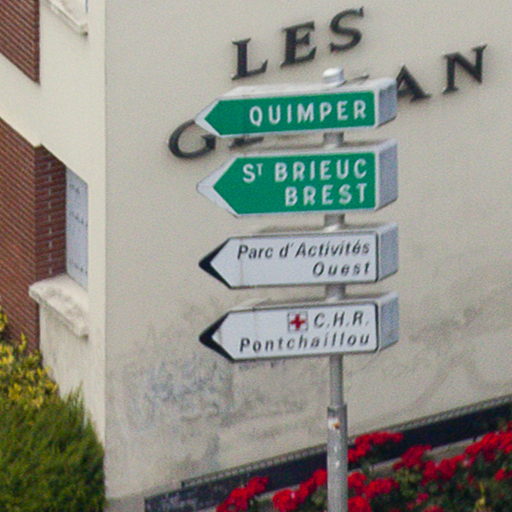 LES
QUIMPER
Sᵀ BRIEUC
BREST
Parc d'Activités
Ouest
C.H.R.
Pontchaillou